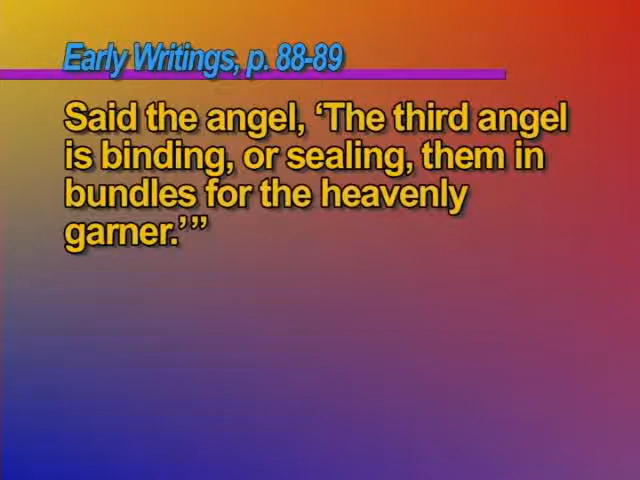 Early Writings, p. 88-89
Said the angel, ‘The third angel
is binding, or sealing, them in
bundles for the heavenly
garner.’”